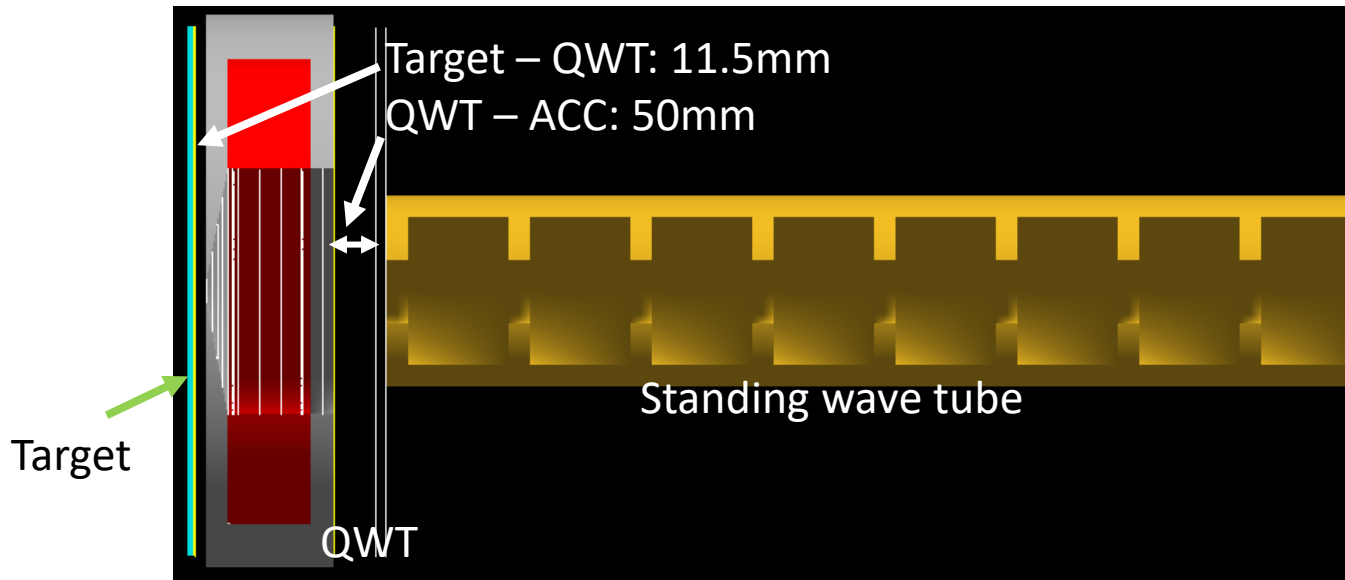 Target – QWT: 11.5mm
QWT – ACC: 50mm
Standing wave tube
Target
QWT